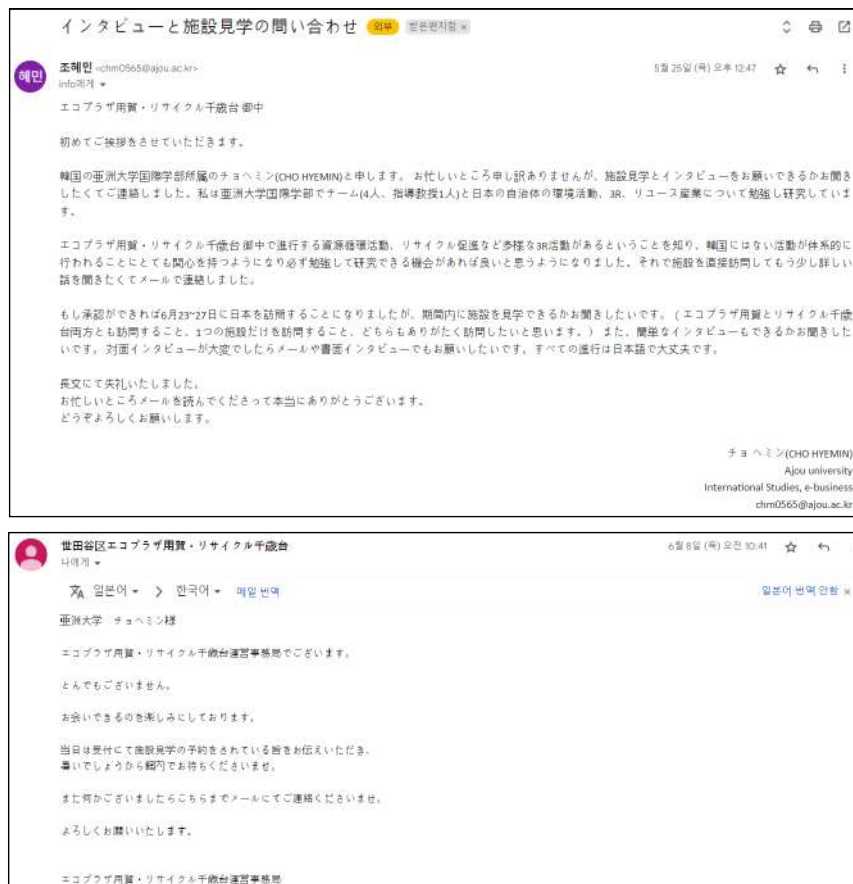 インタビューと施設見学の問い合わせ 외부 받은편지함 ×
혜민
조혜민 <chm0565@ajou.ac.kr>
5월 25일 (목) 오후 12:47
info에게
エコプラザ用賀・リサイクル千歳台 御中
初めてご挨拶をさせていただきます。
韓国の亜洲大学国際学部所属のチョヘミン(CHO HYEMIN)と申します。 お忙しいところ申し訳ありませんが、施設見学とインタビューをお願いできるかお聞き
したくてご連絡しました。私は亜洲大学国際学部でチーム(4人、指導教授1人)と日本の自治体の環境活動、3R、リユース産業について勉強し研究していま
す。
エコプラザ用賀・リサイクル千歳台 御中で進行する資源循環活動、リサイクル促進など多様な3R活動があるということを知り、韓国にはない活動が体系的に
行われることにとても関心を持つようになり必ず勉強して研究できる機会があれば良いと思うようになりました。それで施設を直接訪問してもう少し詳しい
話を聞きたくてメールで連絡しました。
もし承認ができれば6月23~27日に日本を訪問することになりましたが、期間内に施設を見学できるかお聞きしたいです。（エコプラザ用賀とリサイクル千歳
台両方とも訪問すること、1つの施設だけを訪問すること、どちらもありがたく訪問したいと思います。） また、簡単なインタビューもできるかお聞きした
いです。対面インタビューが大変でしたらメールや書面インタビューでもお願いしたいです。すべての進行は日本語で大丈夫です。
長文にて失礼いたしました。
お忙しいところメールを読んでくださって本当にありがとうございます。
どうぞよろしくお願いします。
チョ ヘミン(CHO HYEMIN)
Ajou university
International Studies, e-business
chm0565@ajou.ac.kr
世田谷区エコプラザ用賀・リサイクル千歳台
6월 8일 (목) 오전 10:41
나에게
일본어 > 한국어 메일 번역
일본어 번역 안함 ×
亜洲大学 チョヘミン様
エコプラザ用賀・リサイクル千歳台運営事務局でございます。
とんでもございません。
お会いできるのを楽しみにしております。
当日は受付にて施設見学の予約をされている旨をお伝えいただき、
暑いでしょうから館内でお待ちくださいませ。
また何かございましたらこちらまでメールにてご連絡くださいませ。
よろしくお願いいたします。
エコプラザ用賀・リサイクル千歳台運営事務局